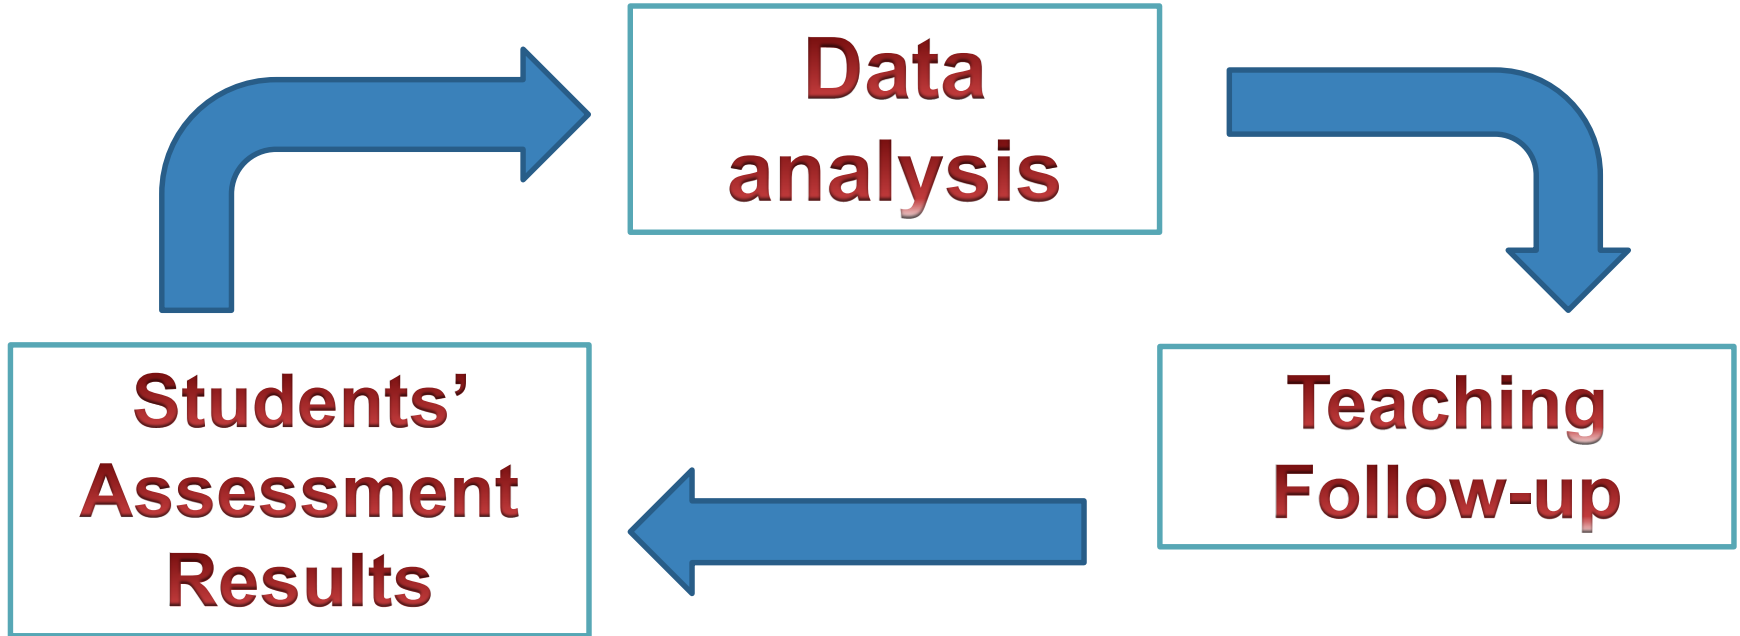 Data
analysis
Students’
Assessment
Results
Teaching
Follow-up